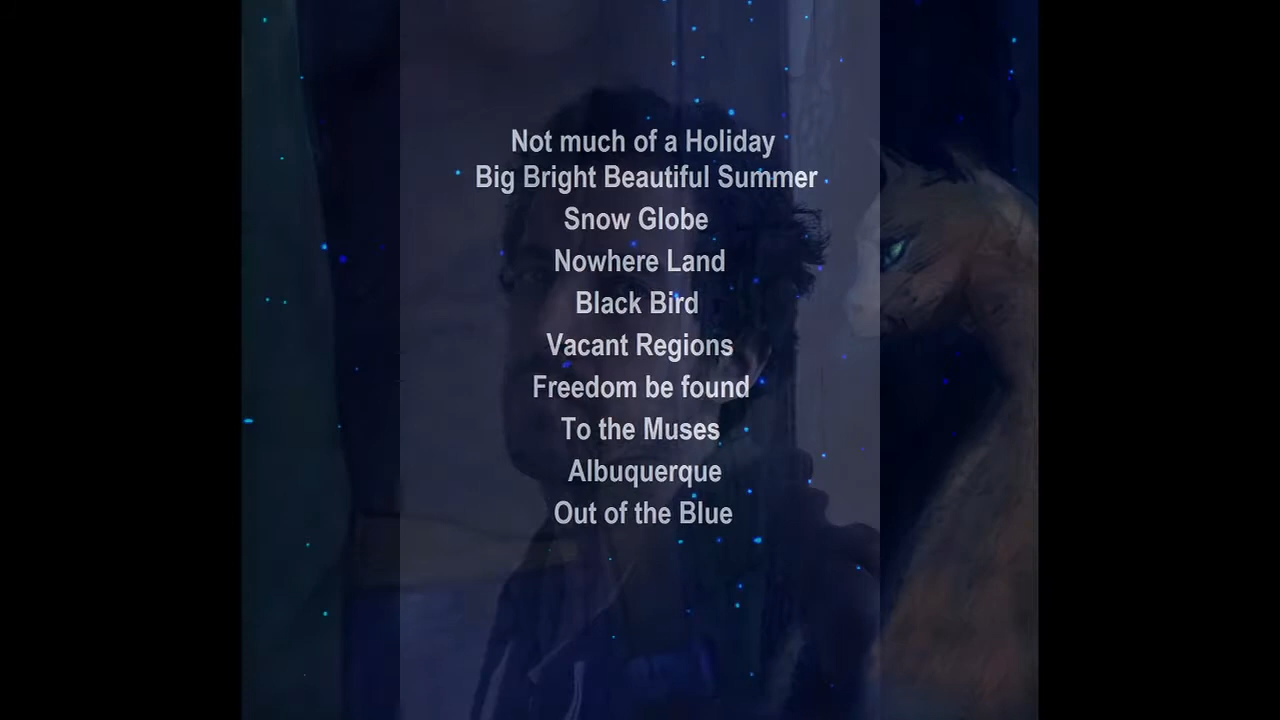 Not much of a Holiday
Big Bright Beautiful Summer
Snow Globe
Nowhere Land
Black Bird
Vacant Regions
Freedom be found
To the Muses
Albuquerque
Out of the Blue